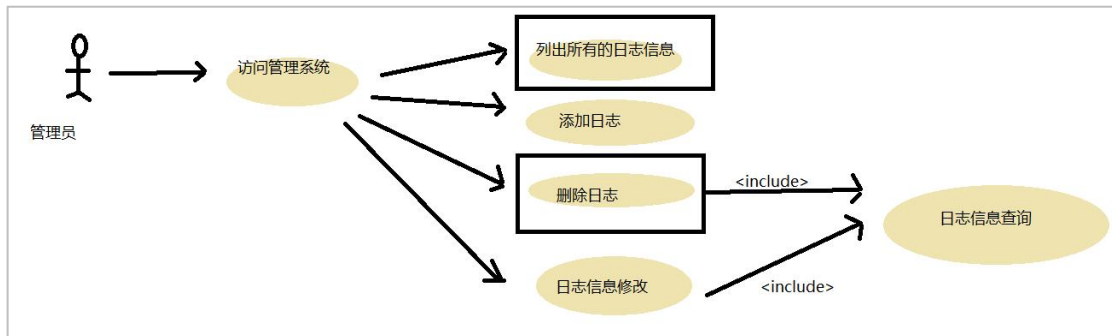 列出所有的日志信息
访问管理系统
添加日志
管理员
删除日志
<include>
日志信息查询
日志信息修改
<include>